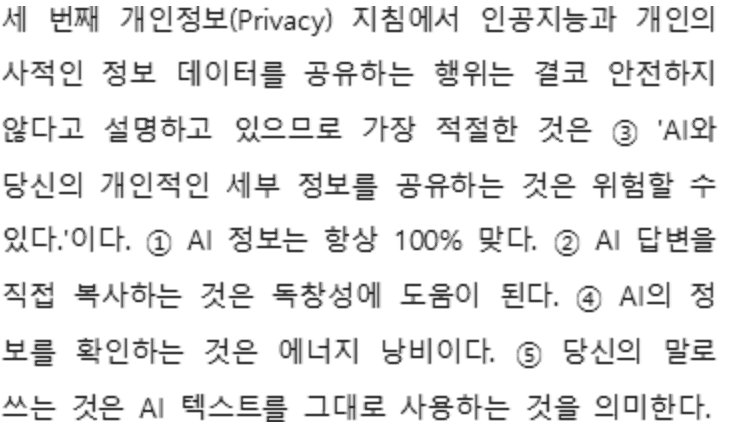 세 번째 개인정보(Privacy) 지침에서 인공지능과 개인의
사적인 정보 데이터를 공유하는 행위는 결코 안전하지
않다고 설명하고 있으므로 가장 적절한 것은 ③ 'AI와
당신의 개인적인 세부 정보를 공유하는 것은 위험할 수
있다.'이다. ① AI 정보는 항상 100% 맞다. ② AI 답변을
직접 복사하는 것은 독창성에 도움이 된다. ④ AI의 정
보를 확인하는 것은 에너지 낭비이다. ⑤ 당신의 말로
쓰는 것은 AI 텍스트를 그대로 사용하는 것을 의미한다.